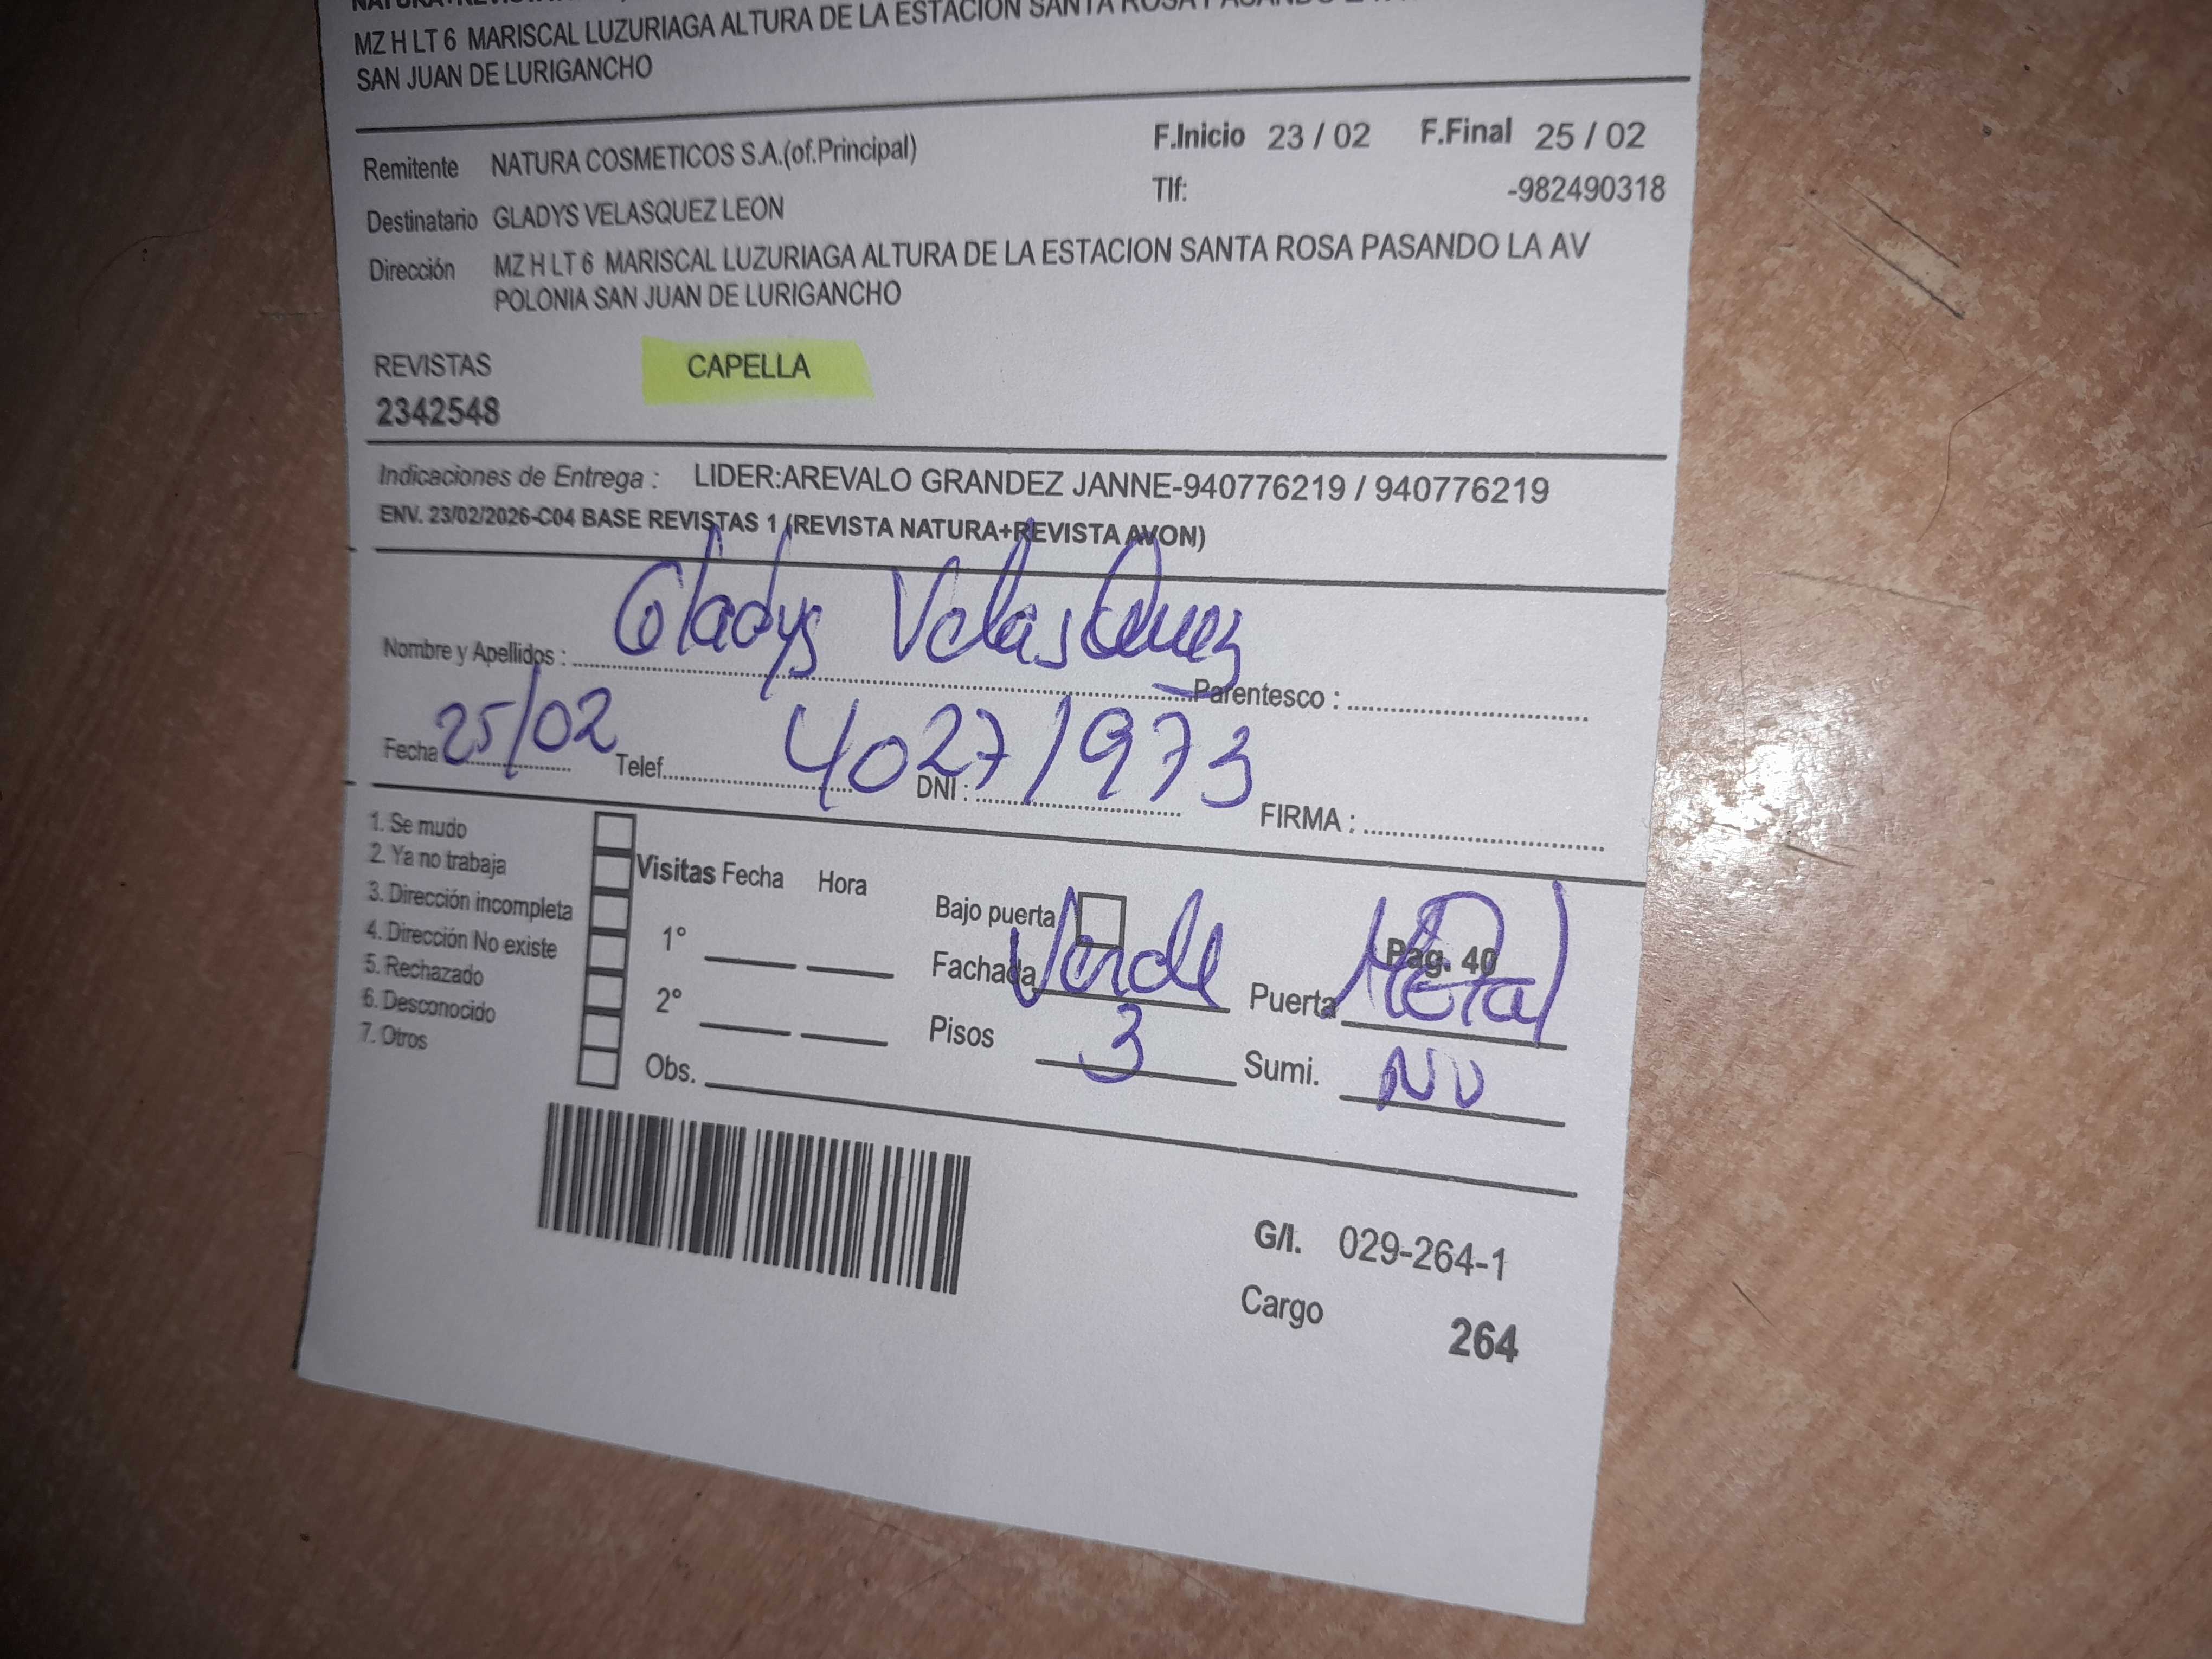 MZ H LT 6 MARISCAL LUZURIAGA ALTURA DE LA ESTACION SANTA ROSA PASANDO
SAN JUAN DE LURIGANCHO
Remitente NATURA COSMETICOS S.A.(of.Principal) F.Inicio 23 / 02 F.Final 25 / 02
Destinatario GLADYS VELASQUEZ LEON Tlf: -982490318
Dirección MZ H LT 6 MARISCAL LUZURIAGA ALTURA DE LA ESTACION SANTA ROSA PASANDO LA AV
POLONIA SAN JUAN DE LURIGANCHO
REVISTAS CAPELLA
2342548
Indicaciones de Entrega : LIDER:AREVALO GRANDEZ JANNE-940776219 / 940776219
ENV. 23/02/2026-C04 BASE REVISTAS 1 (REVISTA NATURA+REVISTA AVON)
Nombre y Apellidos : Gladys Velasquez Parentesco :
Fecha 25/02 Telef. DNI : 40271973 FIRMA :
1. Se mudo
2. Ya no trabaja
3. Dirección incompleta
4. Dirección No existe
5. Rechazado
6. Desconocido
7. Otros
Visitas Fecha Hora
1°
2°
Obs.
Bajo puerta Pag. 40
Fachada Verde Puerta Metal
Pisos 3 Sumi. NO
G/I. 029-264-1
Cargo 264